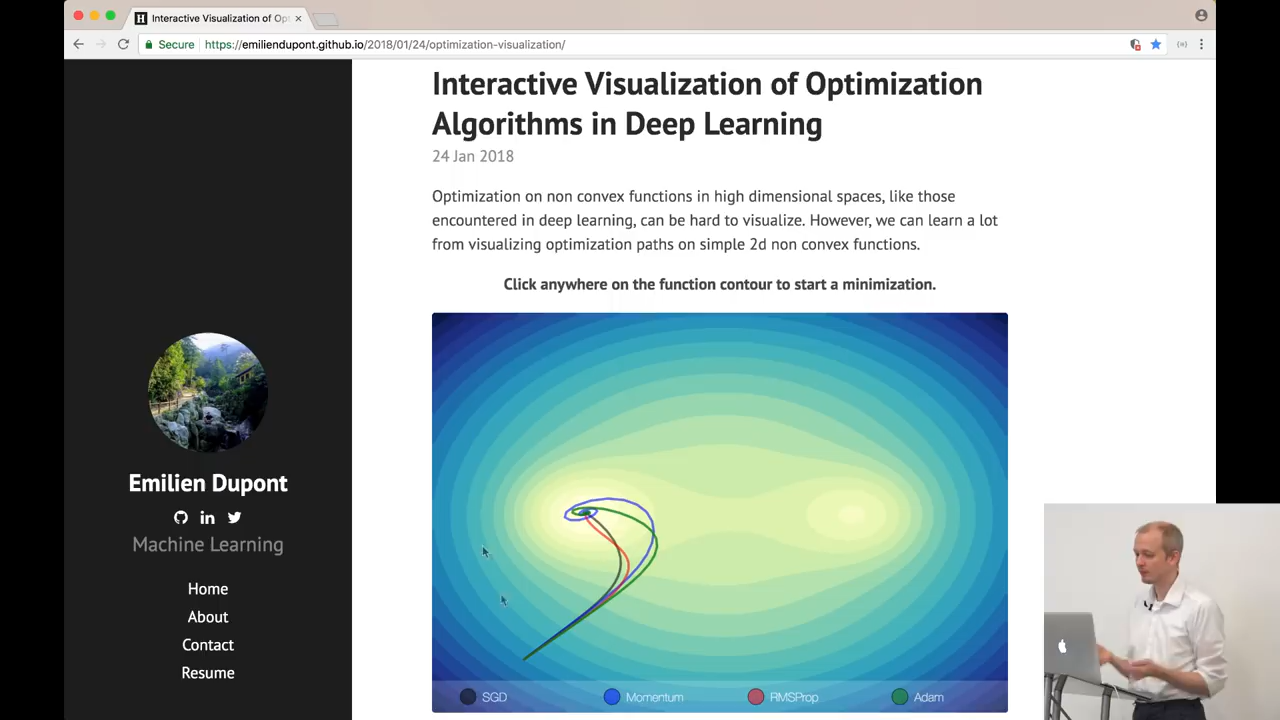 Interactive Visualization of Opt
Secure
https://emiliendupont.github.io/2018/01/24/optimization-visualization/
Interactive Visualization of Optimization
Algorithms in Deep Learning
24 Jan 2018
Optimization on non convex functions in high dimensional spaces, like those
encountered in deep learning, can be hard to visualize. However, we can learn a lot
from visualizing optimization paths on simple 2d non convex functions.
Click anywhere on the function contour to start a minimization.
SGD
Momentum
RMSProp
Adam
Emilien Dupont
Machine Learning
Home
About
Contact
Resume